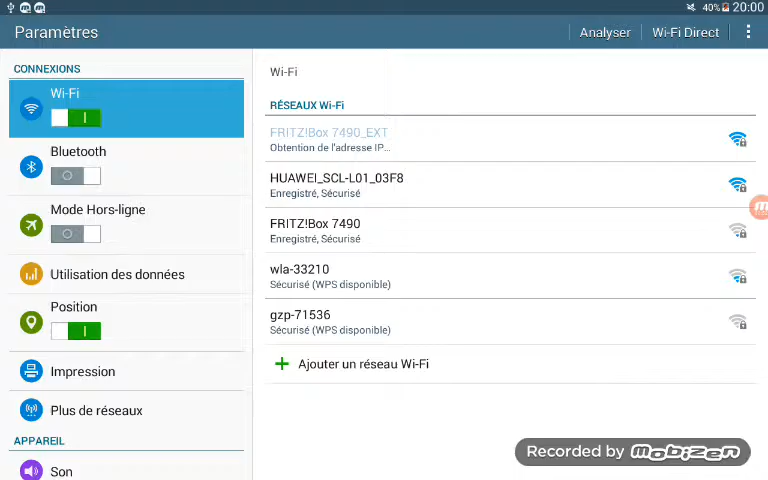 40% 20:00
Paramètres
Analyser
Wi-Fi Direct
CONNEXIONS
Wi-Fi
Bluetooth
Mode Hors-ligne
Utilisation des données
Position
Impression
Plus de réseaux
APPAREIL
Son
Wi-Fi
RÉSEAUX Wi-Fi
FRITZ!Box 7490_EXT
Obtention de l'adresse IP...
HUAWEI_SCL-L01_03F8
Enregistré, Sécurisé
FRITZ!Box 7490
Enregistré, Sécurisé
wla-33210
Sécurisé (WPS disponible)
gzp-71536
Sécurisé (WPS disponible)
Ajouter un réseau Wi-Fi
Recorded by mobizen